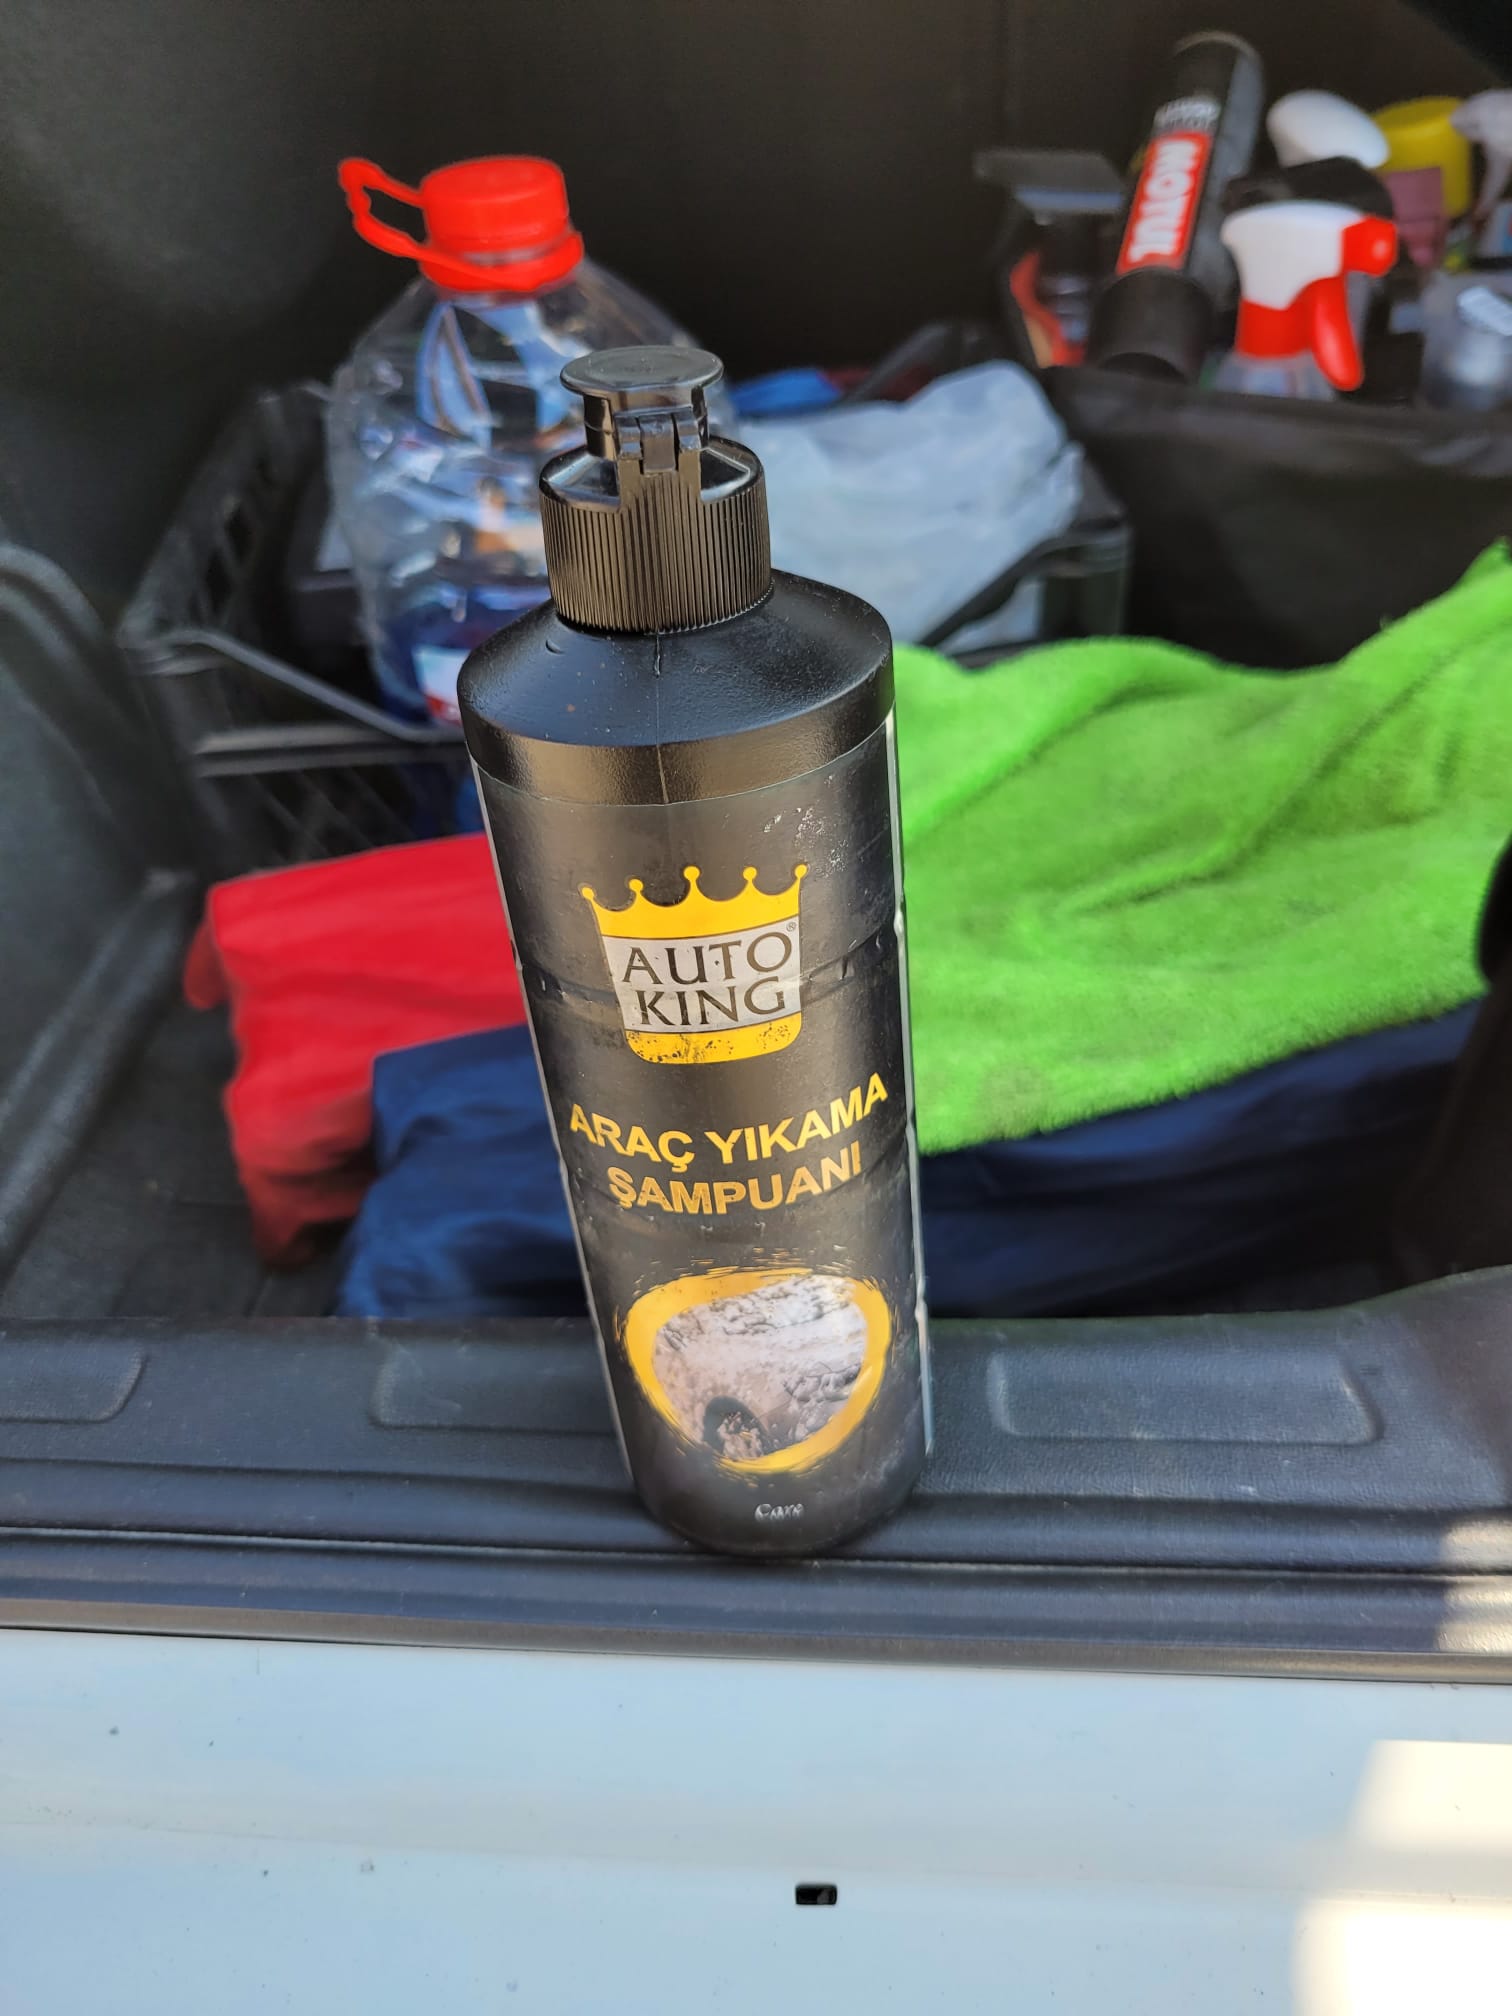 MOTUL
AUTO ®
KING
ARAÇ YIKAMA
ŞAMPUANI
Care